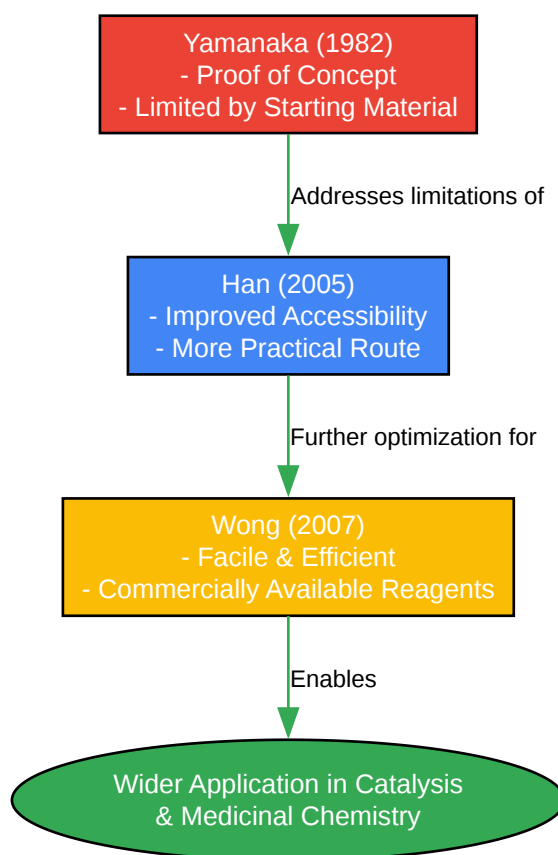 Yamanaka (1982)
- Proof of Concept
- Limited by Starting Material
Addresses limitations of
Han (2005)
- Improved Accessibility
- More Practical Route
Further optimization for
Wong (2007)
- Facile & Efficient
- Commercially Available Reagents
Enables
Wider Application in Catalysis
& Medicinal Chemistry